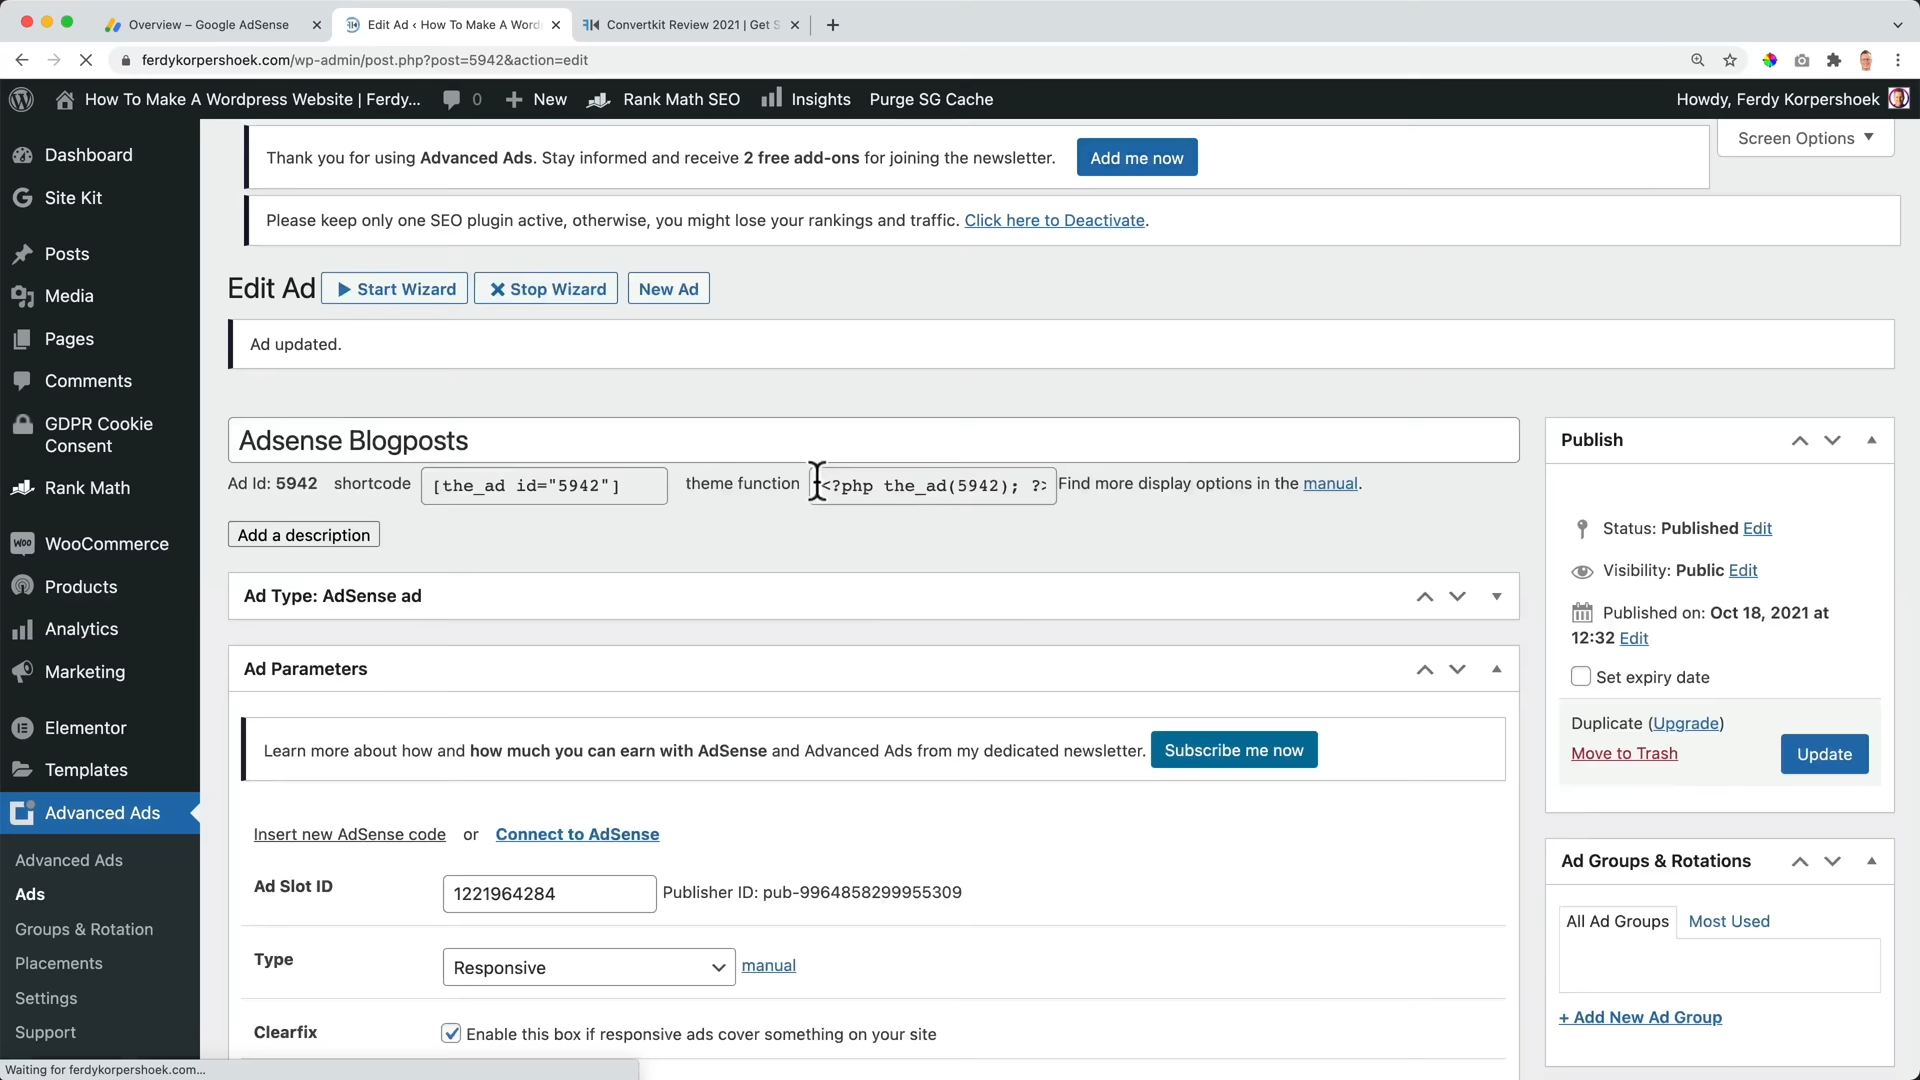 Overview – Google AdSense
Edit Ad ‹ How To Make A Word
Convertkit Review 2021 | Get S
ferdykorpershoek.com/wp-admin/post.php?post=5942&action=edit
How To Make A Wordpress Website | Ferdy...
0
New
Rank Math SEO
Insights
Purge SG Cache
Howdy, Ferdy Korpershoek
Dashboard
Site Kit
Posts
Media
Pages
Comments
GDPR Cookie
Consent
Rank Math
WooCommerce
Products
Analytics
Marketing
Elementor
Templates
Advanced Ads
Advanced Ads
Ads
Groups & Rotation
Placements
Settings
Support
Screen Options
Thank you for using Advanced Ads. Stay informed and receive 2 free add-ons for joining the newsletter. Add me now
Please keep only one SEO plugin active, otherwise, you might lose your rankings and traffic. Click here to Deactivate.
Edit Ad Start Wizard Stop Wizard New Ad
Ad updated.
Adsense Blogposts
Ad Id: 5942 shortcode [the_ad id="5942"] theme function <?php the_ad(5942); ?> Find more display options in the manual.
Add a description
Ad Type: AdSense ad
Ad Parameters
Learn more about how and how much you can earn with AdSense and Advanced Ads from my dedicated newsletter. Subscribe me now
Insert new AdSense code or Connect to AdSense
Ad Slot ID 1221964284 Publisher ID: pub-9964858299955309
Type Responsive manual
Clearfix Enable this box if responsive ads cover something on your site
Publish
Status: Published Edit
Visibility: Public Edit
Published on: Oct 18, 2021 at
12:32 Edit
Set expiry date
Duplicate (Upgrade)
Move to Trash
Update
Ad Groups & Rotations
All Ad Groups Most Used
+ Add New Ad Group
Waiting for ferdykorpershoek.com...